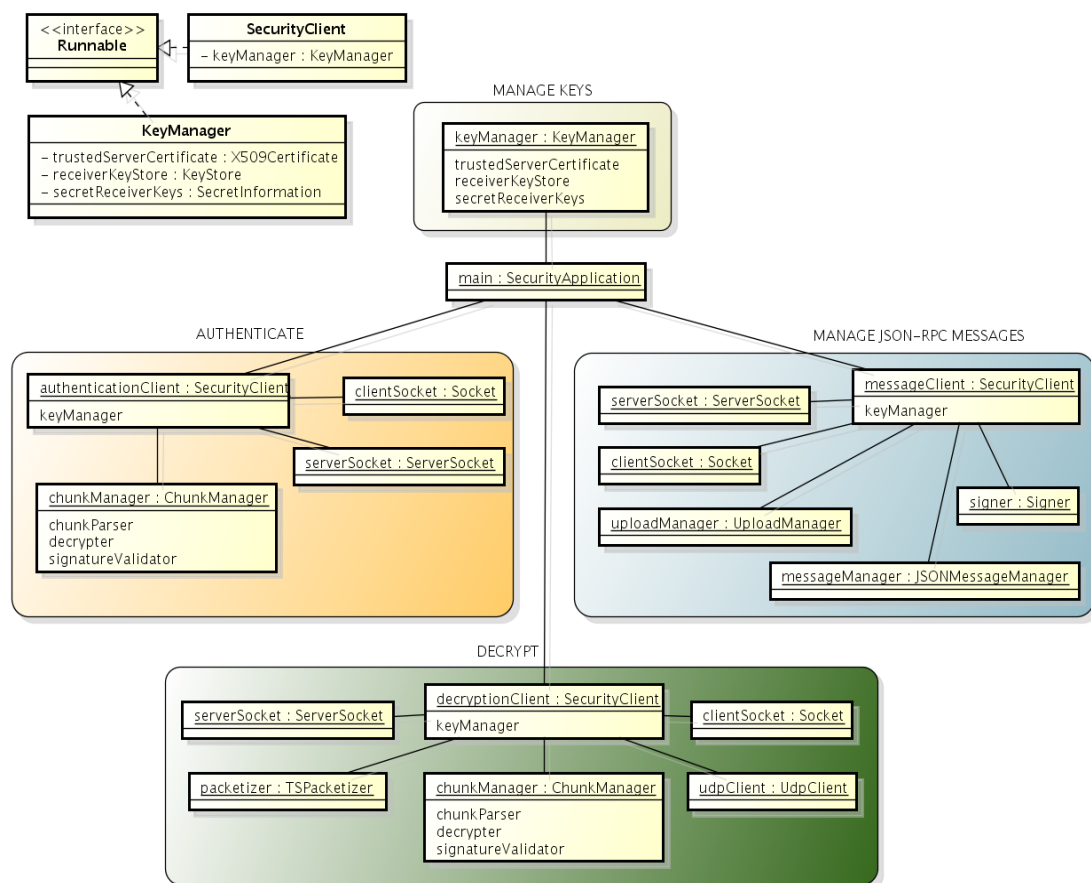 <<interface>>
Runnable
SecurityClient
– keyManager : KeyManager
KeyManager
– trustedServerCertificate : X509Certificate
– receiverKeyStore : KeyStore
– secretReceiverKeys : SecretInformation
MANAGE KEYS
keyManager : KeyManager
trustedServerCertificate
receiverKeyStore
secretReceiverKeys
main : SecurityApplication
AUTHENTICATE
authenticationClient : SecurityClient
keyManager
clientSocket : Socket
serverSocket : ServerSocket
chunkManager : ChunkManager
chunkParser
decrypter
signatureValidator
MANAGE JSON–RPC MESSAGES
messageClient : SecurityClient
keyManager
serverSocket : ServerSocket
clientSocket : Socket
signer : Signer
uploadManager : UploadManager
messageManager : JSONMessageManager
DECRYPT
decryptionClient : SecurityClient
keyManager
serverSocket : ServerSocket
clientSocket : Socket
packetizer : TSPacketizer
chunkManager : ChunkManager
chunkParser
decrypter
signatureValidator
udpClient : UdpClient